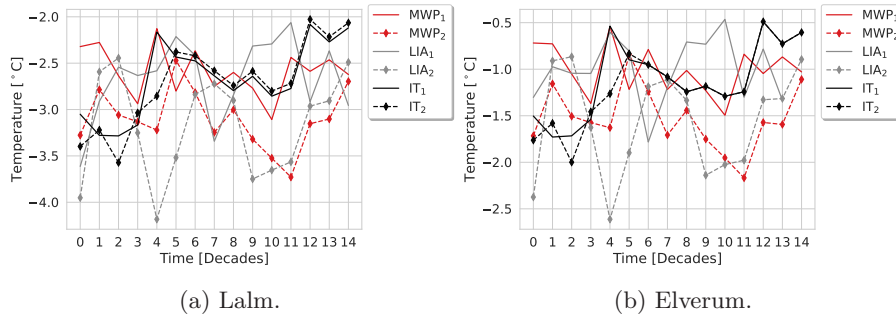 −2.0
−2.5
−3.0
−3.5
−4.0
Temperature [°C]
0 1 2 3 4 5 6 7 8 9 10 11 12 13 14
Time [Decades]
MWP₁
MWP₂
LIA₁
LIA₂
IT₁
IT₂
(a) Lalm.
−0.5
−1.0
−1.5
−2.0
−2.5
Temperature [°C]
0 1 2 3 4 5 6 7 8 9 10 11 12 13 14
Time [Decades]
MWP₁
MWP₂
LIA₁
LIA₂
IT₁
IT₂
(b) Elverum.